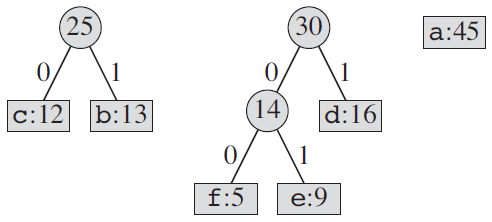 25 30 a:45
0 1 0 1
c:12 b:13 14 d:16
0 1
f:5 e:9